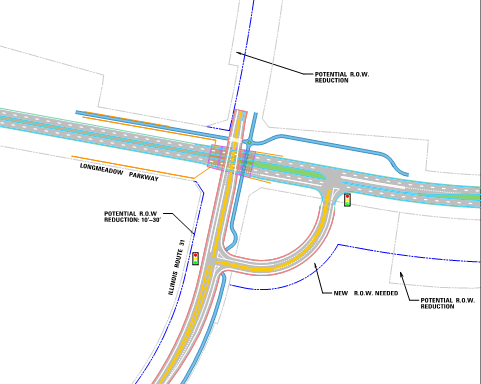 POTENTIAL R.O.W.
REDUCTION
LONGMEADOW PARKWAY
POTENTIAL R.O.W
REDUCTION: 10'-30'
ILLINOIS ROUTE 31
NEW R.O.W. NEEDED
POTENTIAL R.O.W.
REDUCTION